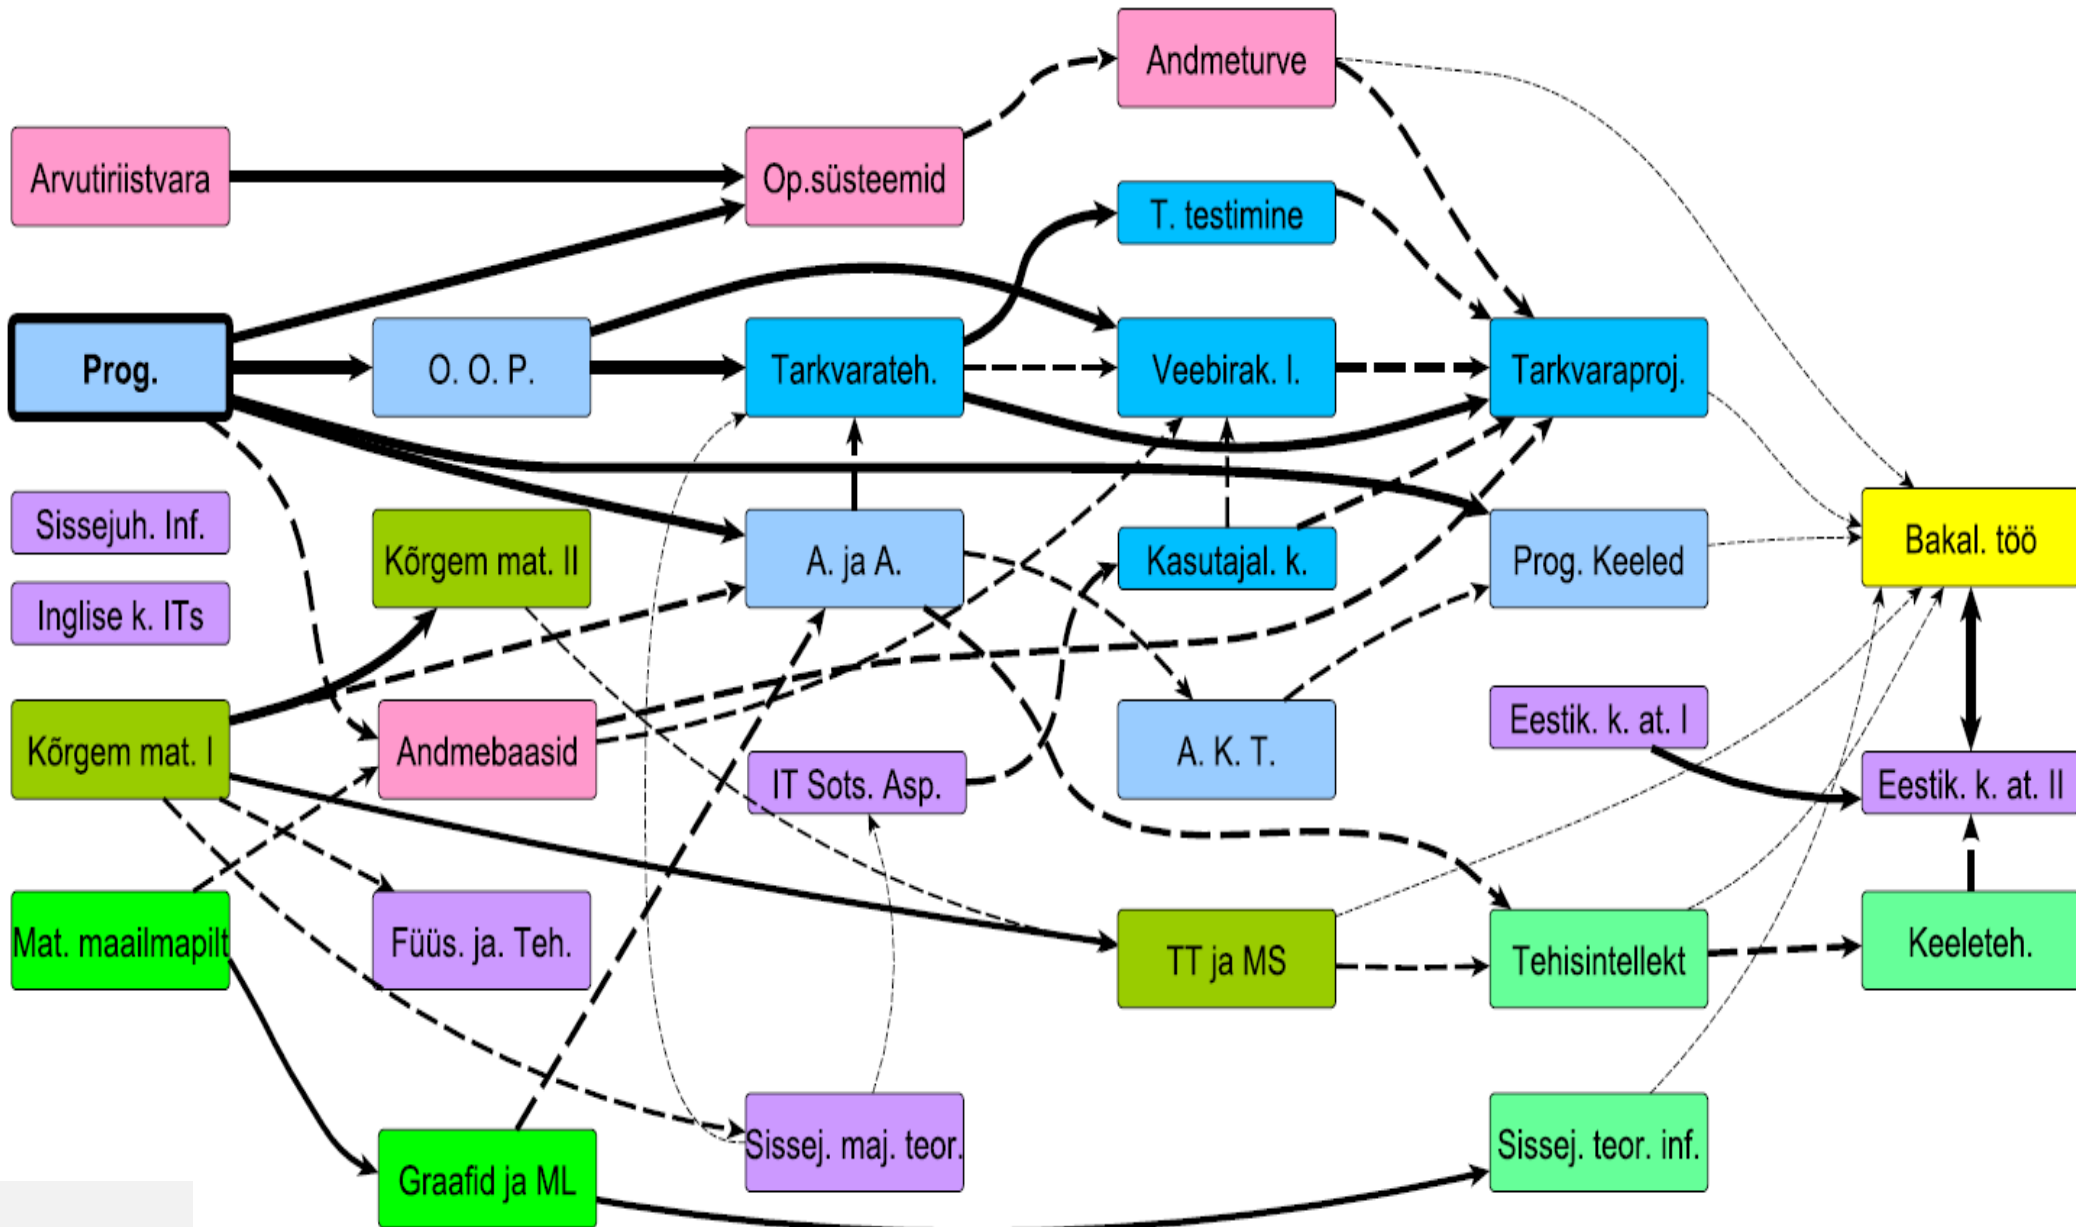 Andmeturve
Arvutiriistvara
Op.süsteemid
T. testimine
Prog.
O. O. P.
Tarkvarateh.
Veebirak. l.
Tarkvaraproj.
Sissejuh. Inf.
Kõrgem mat. II
A. ja A.
Kasutajal. k.
Prog. Keeled
Bakal. töö
Inglise k. ITs
Kõrgem mat. I
Andmebaasid
IT Sots. Asp.
A. K. T.
Eestik. k. at. I
Eestik. k. at. II
Mat. maailmapilt
Füüs. ja. Teh.
TT ja MS
Tehisintellekt
Keeleteh.
Graafid ja ML
Sissej. maj. teor.
Sissej. teor. inf.